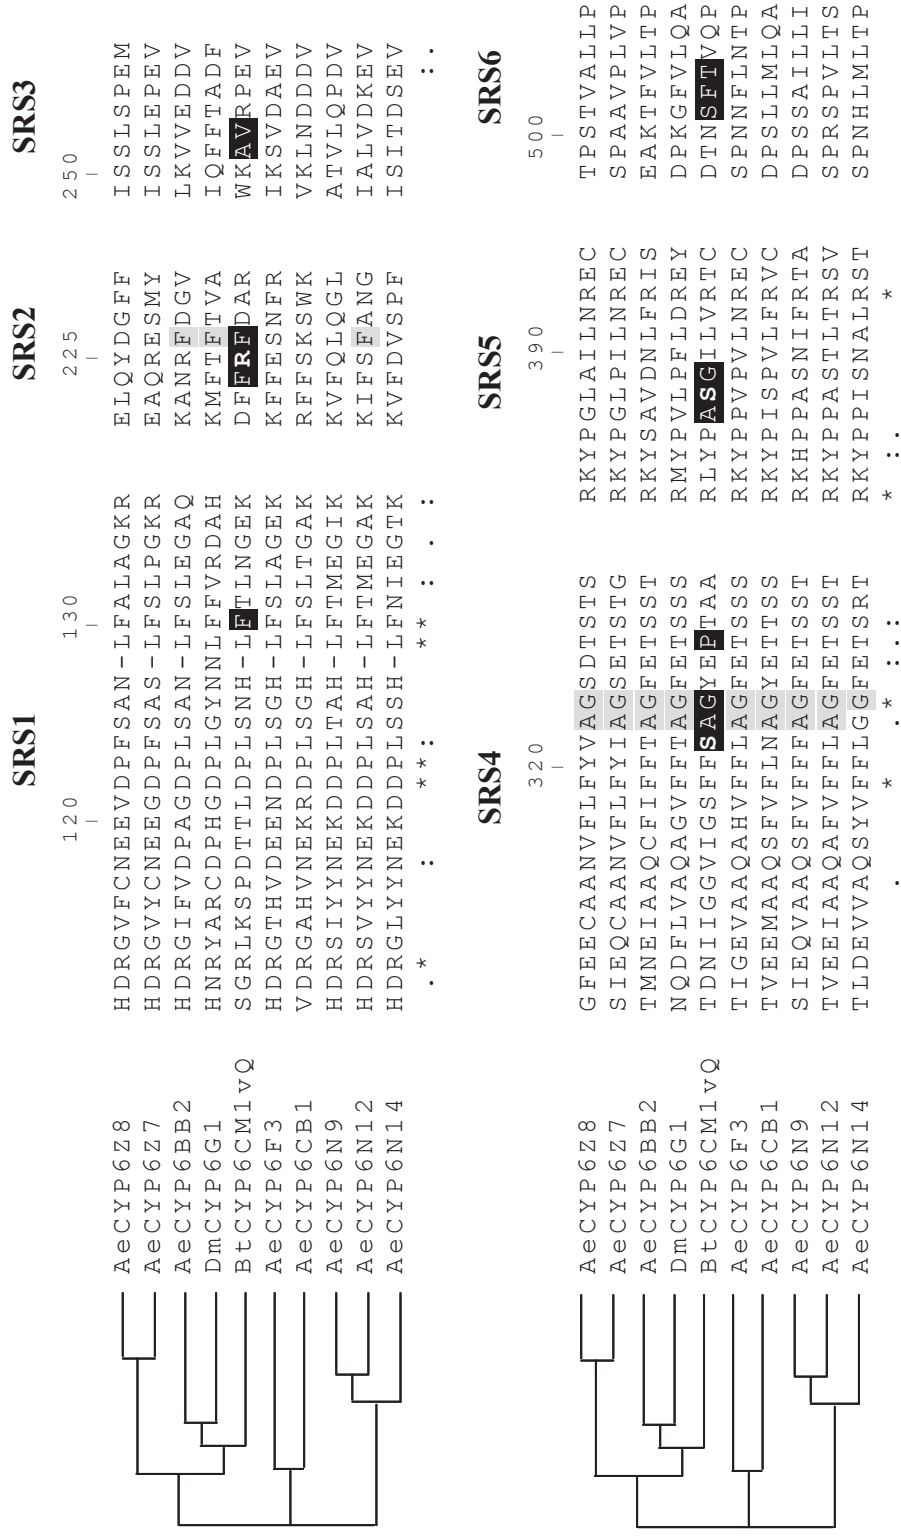 SRS1 SRS2 SRS3
120 130 225 250
AeCYP6Z8 HDRGVFCNEEVDPFSAN-LFALAGKR ELQYDGFF ISSLSPEM
AeCYP6Z7 HDRGVYCNEEGDPFSAS-LFSLPGKR EAQRESMY ISSLEPEV
AeCYP6BB2 HDRGIFVDPAGDPLSAN-LFSLEGAQ KANRFDGV LKVVEDDV
DmCYP6G1 HNRYARCDPHGDPLGYNNLFFVRDAH KMFTFTVA IQFFTADF
BtCYP6CM1vQ SGRLKSPDTTLDPLSNH-LFTLNGEK DFFRFDAR WKAVRPEV
AeCYP6F3 HDRGTHVDEENDPLSGH-LFSLAGEK KFFESNFR IKSVDAEV
AeCYP6CB1 VDRGAHVNEKRDPLSGH-LFSLTGAK RFFSKSWK VKLNDDDV
AeCYP6N9 HDRSIYYNEKDDPLTAH-LFTMEGIK KVFQLQGL ATVLQPDV
AeCYP6N12 HDRSVYYNEKDDPLSAH-LFTMEGAK KIFSFANG IALVDKEV
AeCYP6N14 HDRGLYYNEKDDPLSSH-LFNIEGTK KVFDVSPF ISITDSEV
.* : **: ** : . : ::
SRS4 SRS5 SRS6
320 390 500
AeCYP6Z8 GFEECAANVFLFYVAGSDTSTS RKYPGLAILNREC TPSTVALLP
AeCYP6Z7 SIEQCAANVFLFYIAGSETSTG RKYPGLPILNREC SPAAVPLVP
AeCYP6BB2 TMNEIAAQCFIFFTAGFETSST RKYSAVDNLFRIS EAKTFVLTP
DmCYP6G1 NQDFLVAQAGVFFTAGFETSSS RMYPVLPFLDREY DPKGFVLQA
BtCYP6CM1vQ TDNIIGGVIGSFFSAGYEPTAA RLYPASGILVRTC DTNSFTVQP
AeCYP6F3 TIGEVAAQAHVFFLAGFETSSS RKYPPVPVLNREC SPNNFLNTP
AeCYP6CB1 TVEEMAAQSFVFLNAGYETTSS RKYPISPVLFRVC DPSLLMLQA
AeCYP6N9 SIEQVAAQSFVFFFAGFETSST RKHPPASNIFRTA DPSSAILLI
AeCYP6N12 TVEEIAAQAFVFFLAGFETSST RKYPPASTLTRSV SPRSPVLTS
AeCYP6N14 TLDEVVAQSYVFFLGGFETSRT RKYPPISNALRST SPNHLMLTP
. * .* :.:: * : . *